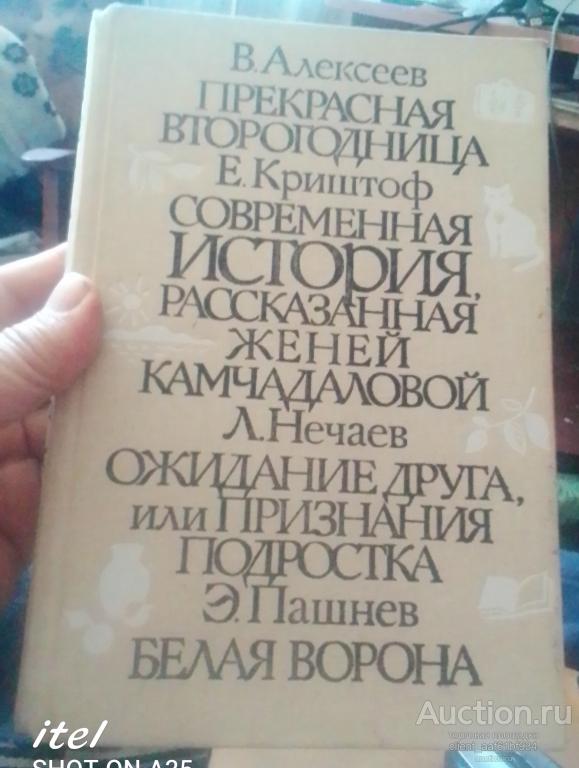 В. Алексеев
ПРЕКРАСНАЯ
ВТОРОГОДНИЦА
Е. Криштоф
СОВРЕМЕННАЯ
ИСТОРИЯ,
РАССКАЗАННАЯ
ЖЕНЕЙ
КАМЧАДАЛОВОЙ
Л. Нечаев
ОЖИДАНИЕ ДРУГА,
ИЛИ ПРИЗНАНИЯ
ПОДРОСТКА
Э. Пашнев
БЕЛАЯ ВОРОНА
Auction.ru
itel
SHOT ON A25